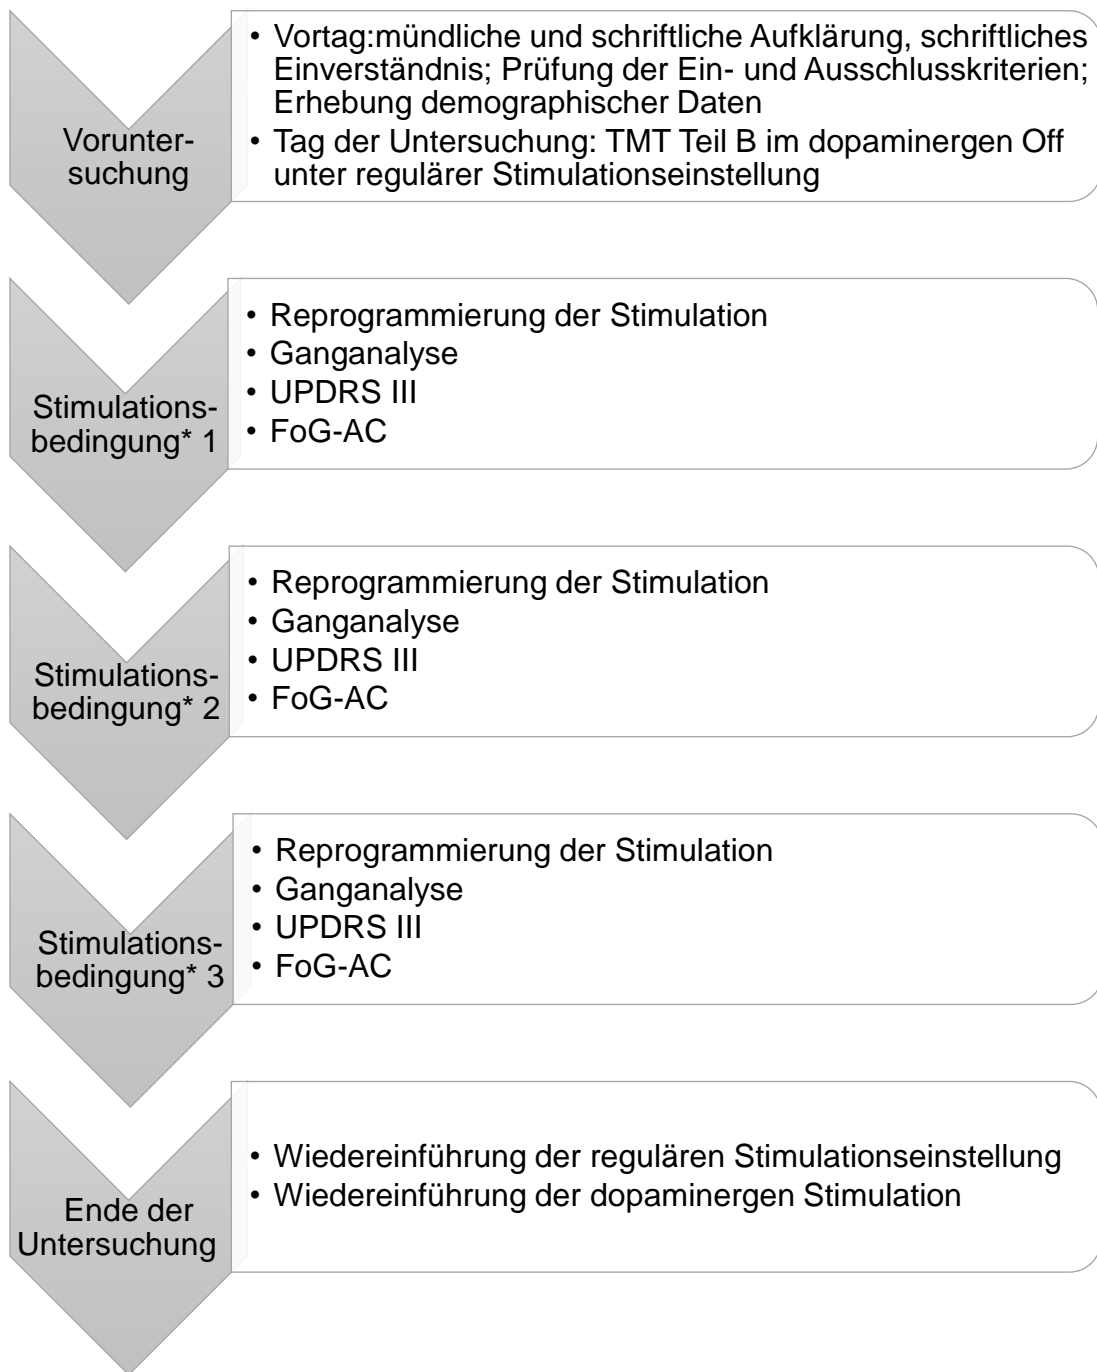 Vorunter-
suchung
• Vortag:mündliche und schriftliche Aufklärung, schriftliches
Einverständnis; Prüfung der Ein- und Ausschlusskriterien;
Erhebung demographischer Daten
• Tag der Untersuchung: TMT Teil B im dopaminergen Off
unter regulärer Stimulationseinstellung
Stimulations-
bedingung* 1
• Reprogrammierung der Stimulation
• Ganganalyse
• UPDRS III
• FoG-AC
Stimulations-
bedingung* 2
• Reprogrammierung der Stimulation
• Ganganalyse
• UPDRS III
• FoG-AC
Stimulations-
bedingung* 3
• Reprogrammierung der Stimulation
• Ganganalyse
• UPDRS III
• FoG-AC
Ende der
Untersuchung
• Wiedereinführung der regulären Stimulationseinstellung
• Wiedereinführung der dopaminergen Stimulation